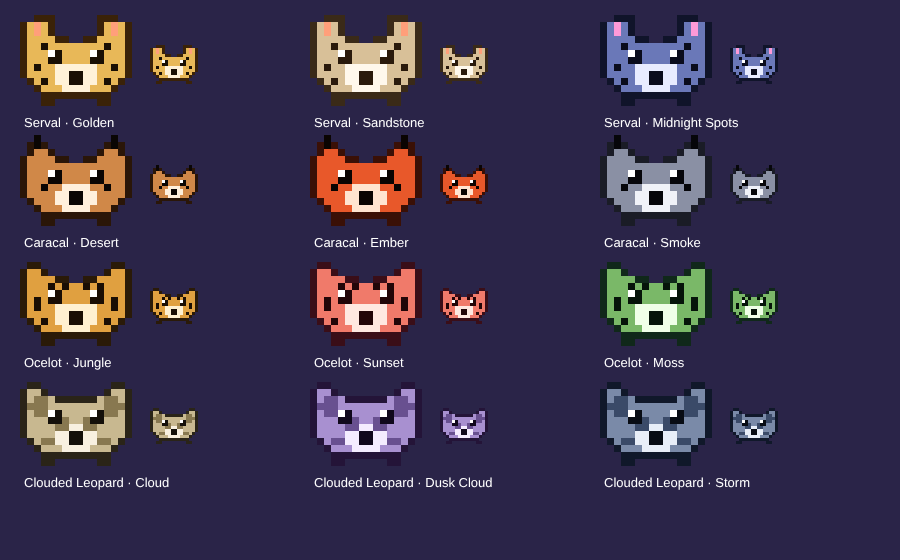 Serval · Golden
Serval · Sandstone
Serval · Midnight Spots
Caracal · Desert
Caracal · Ember
Caracal · Smoke
Ocelot · Jungle
Ocelot · Sunset
Ocelot · Moss
Clouded Leopard · Cloud
Clouded Leopard · Dusk Cloud
Clouded Leopard · Storm